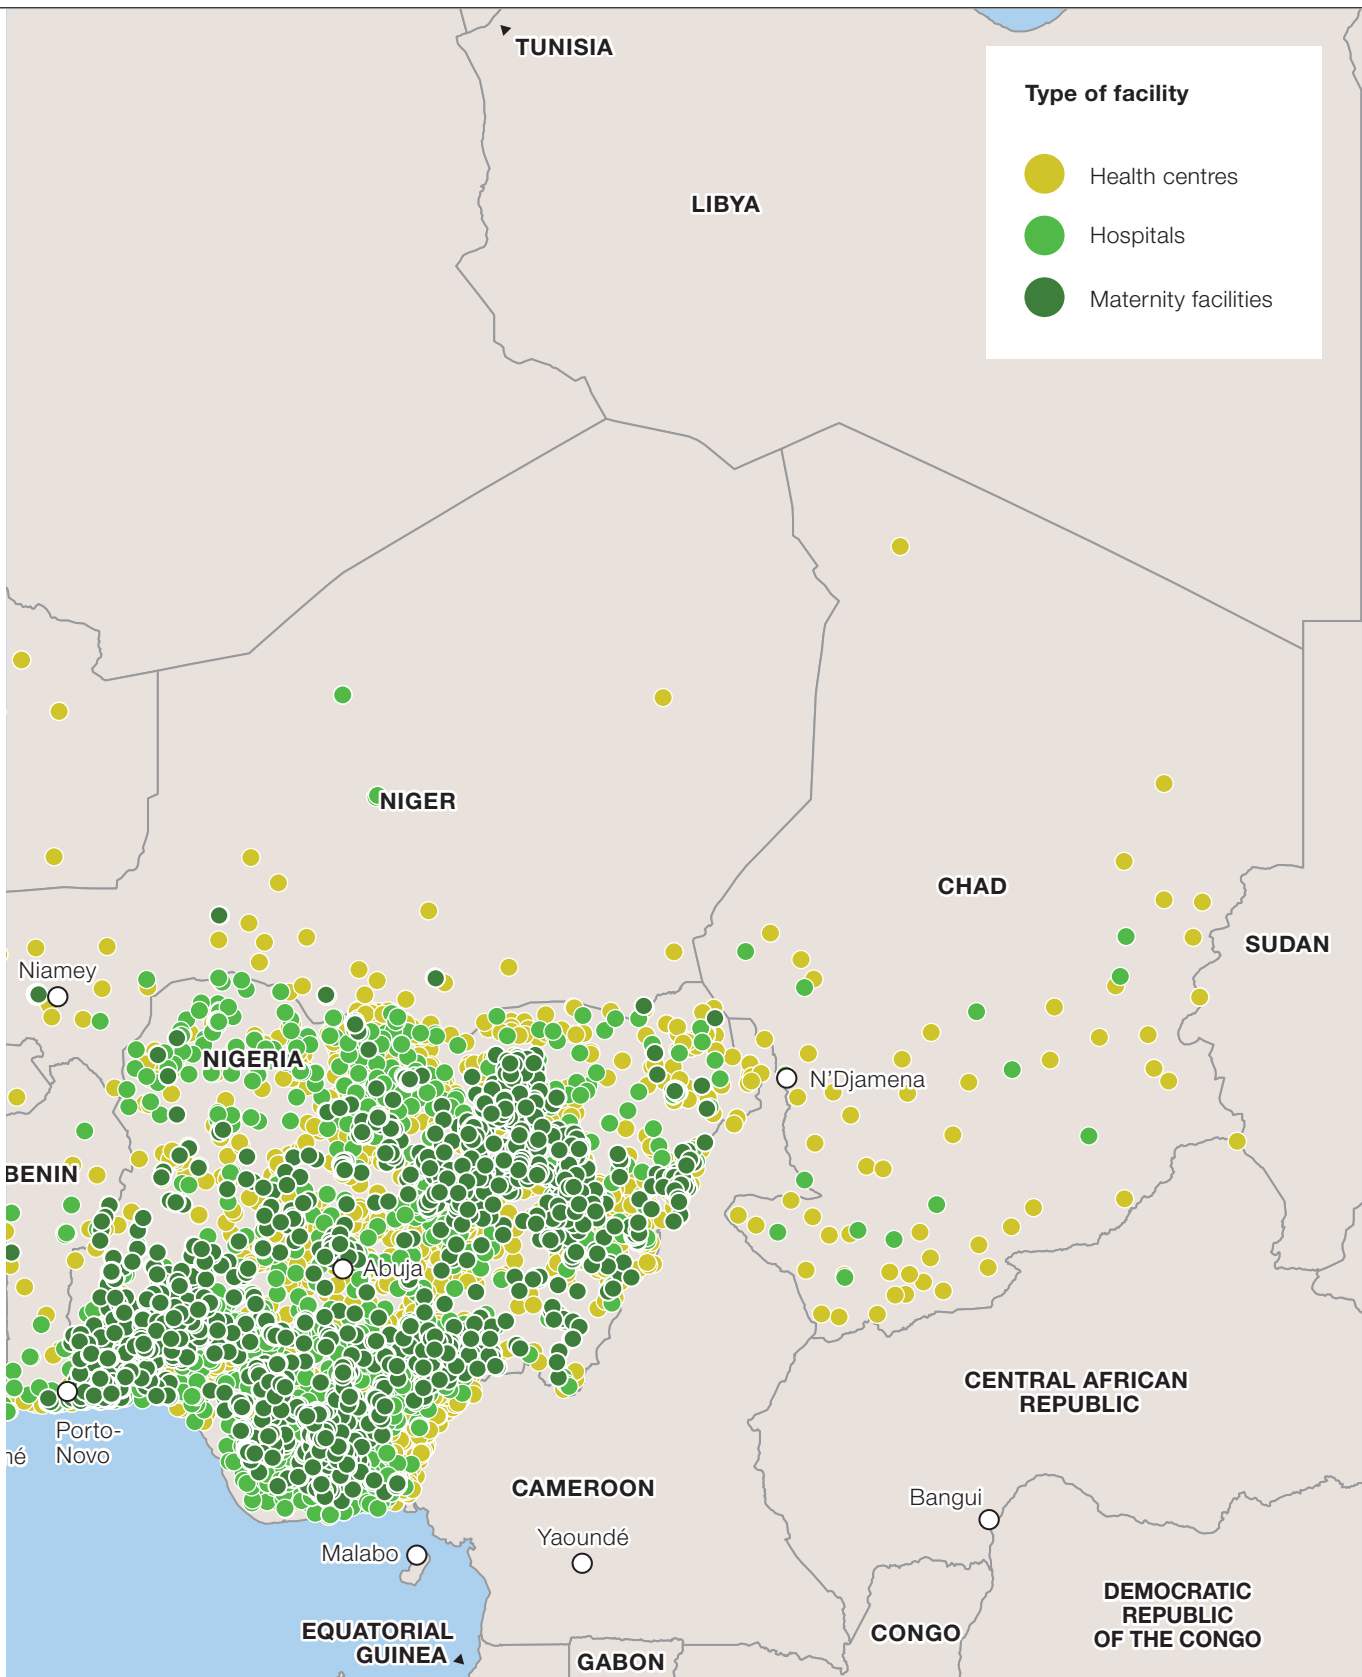 TUNISIA
Type of facility
Health centres
LIBYA
Hospitals
Maternity facilities
NIGER
CHAD
SUDAN
Niamey
NIGERIA
N’Djamena
BENIN
Abuja
CENTRAL AFRICAN
REPUBLIC
Porto-
Novo
né
CAMEROON
Bangui
Yaoundé
Malabo
DEMOCRATIC
REPUBLIC
OF THE CONGO
EQUATORIAL
GUINEA
CONGO
GABON